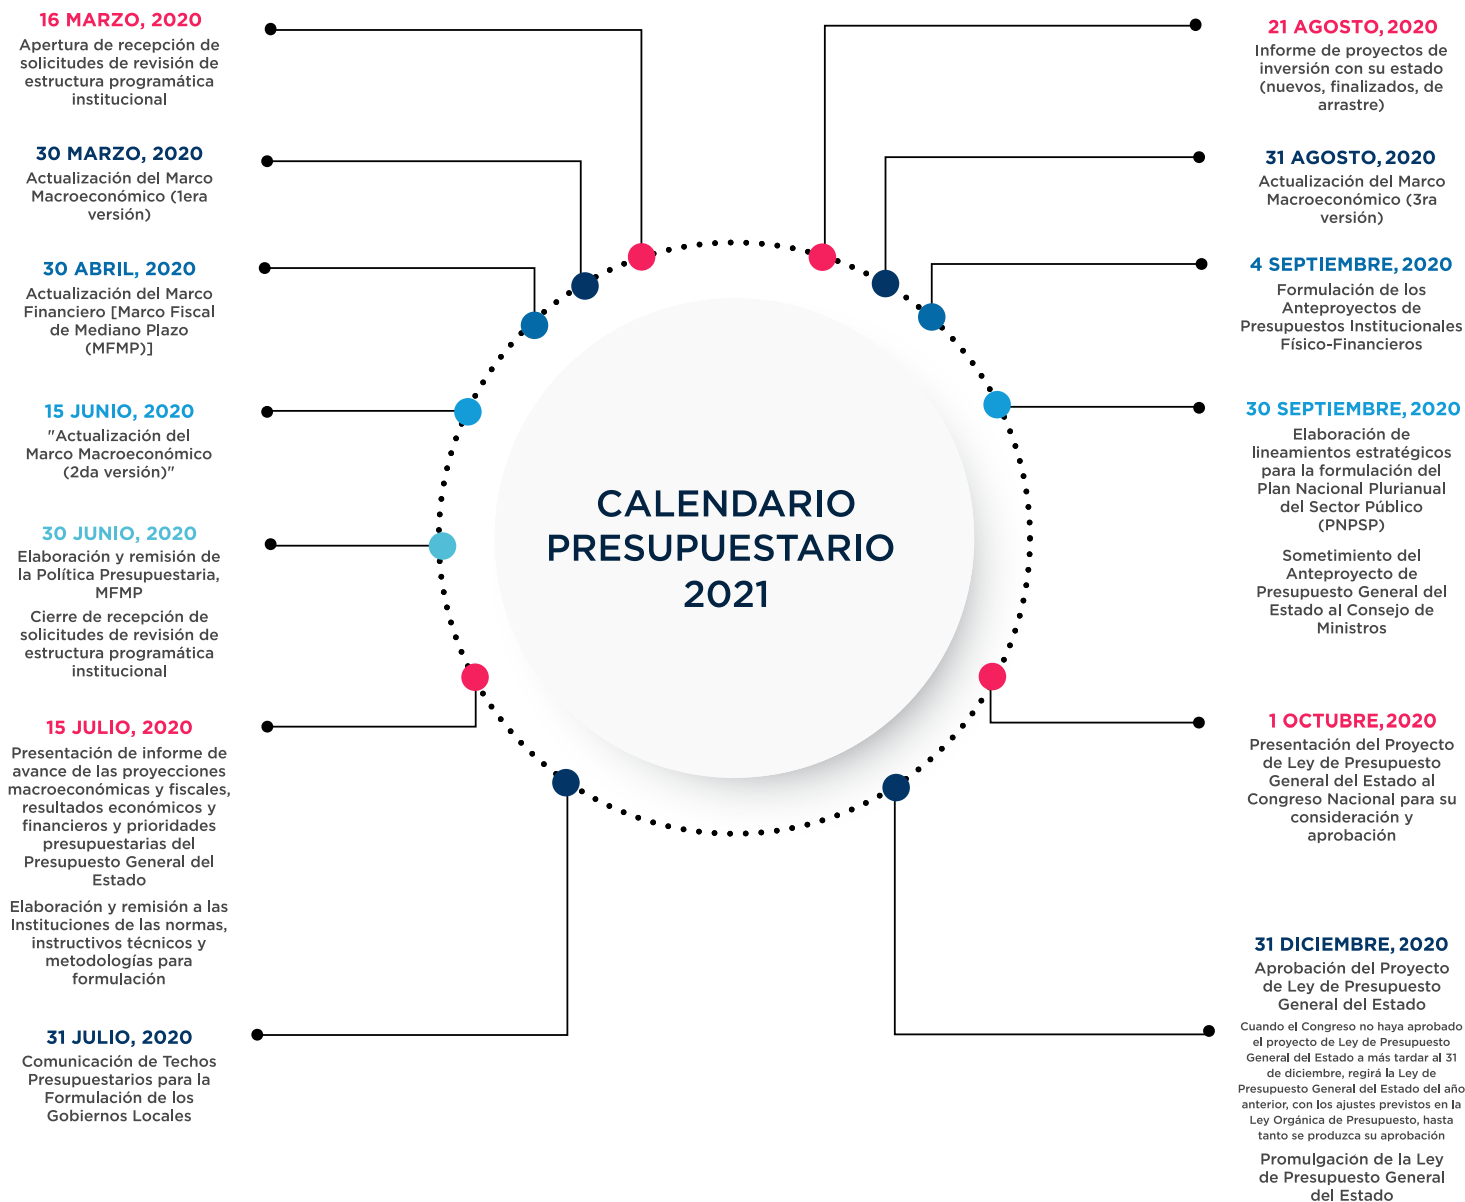 16 MARZO, 2020
Apertura de recepción de
solicitudes de revisión de
estructura programática
institucional
30 MARZO, 2020
Actualización del Marco
Macroeconómico (1era
versión)
30 ABRIL, 2020
Actualización del Marco
Financiero [Marco Fiscal
de Mediano Plazo
(MFMP)]
15 JUNIO, 2020
"Actualización del
Marco Macroeconómico
(2da versión)"
30 JUNIO, 2020
Elaboración y remisión de
la Política Presupuestaria,
MFMP
Cierre de recepción de
solicitudes de revisión de
estructura programática
institucional
15 JULIO, 2020
Presentación de informe de
avance de las proyecciones
macroeconómicas y fiscales,
resultados económicos y
financieros y prioridades
presupuestarias del
Presupuesto General del
Estado
Elaboración y remisión a las
Instituciones de las normas,
instructivos técnicos y
metodologías para
formulación
31 JULIO, 2020
Comunicación de Techos
Presupuestarios para la
Formulación de los
Gobiernos Locales
CALENDARIO
PRESUPUESTARIO
2021
21 AGOSTO, 2020
Informe de proyectos de
inversión con su estado
(nuevos, finalizados, de
arrastre)
31 AGOSTO, 2020
Actualización del Marco
Macroeconómico (3ra
versión)
4 SEPTIEMBRE, 2020
Formulación de los
Anteproyectos de
Presupuestos Institucionales
Físico-Financieros
30 SEPTIEMBRE, 2020
Elaboración de
lineamientos estratégicos
para la formulación del
Plan Nacional Plurianual
del Sector Público
(PNPSP)
Sometimiento del
Anteproyecto de
Presupuesto General del
Estado al Consejo de
Ministros
1 OCTUBRE, 2020
Presentación del Proyecto
de Ley de Presupuesto
General del Estado al
Congreso Nacional para su
consideración y
aprobación
31 DICIEMBRE, 2020
Aprobación del Proyecto
de Ley de Presupuesto
General del Estado
Cuando el Congreso no haya aprobado
el proyecto de Ley de Presupuesto
General del Estado a más tardar al 31
de diciembre, regirá la Ley de
Presupuesto General del Estado del año
anterior, con los ajustes previstos en la
Ley Orgánica de Presupuesto, hasta
tanto se produzca su aprobación
Promulgación de la Ley
de Presupuesto General
del Estado